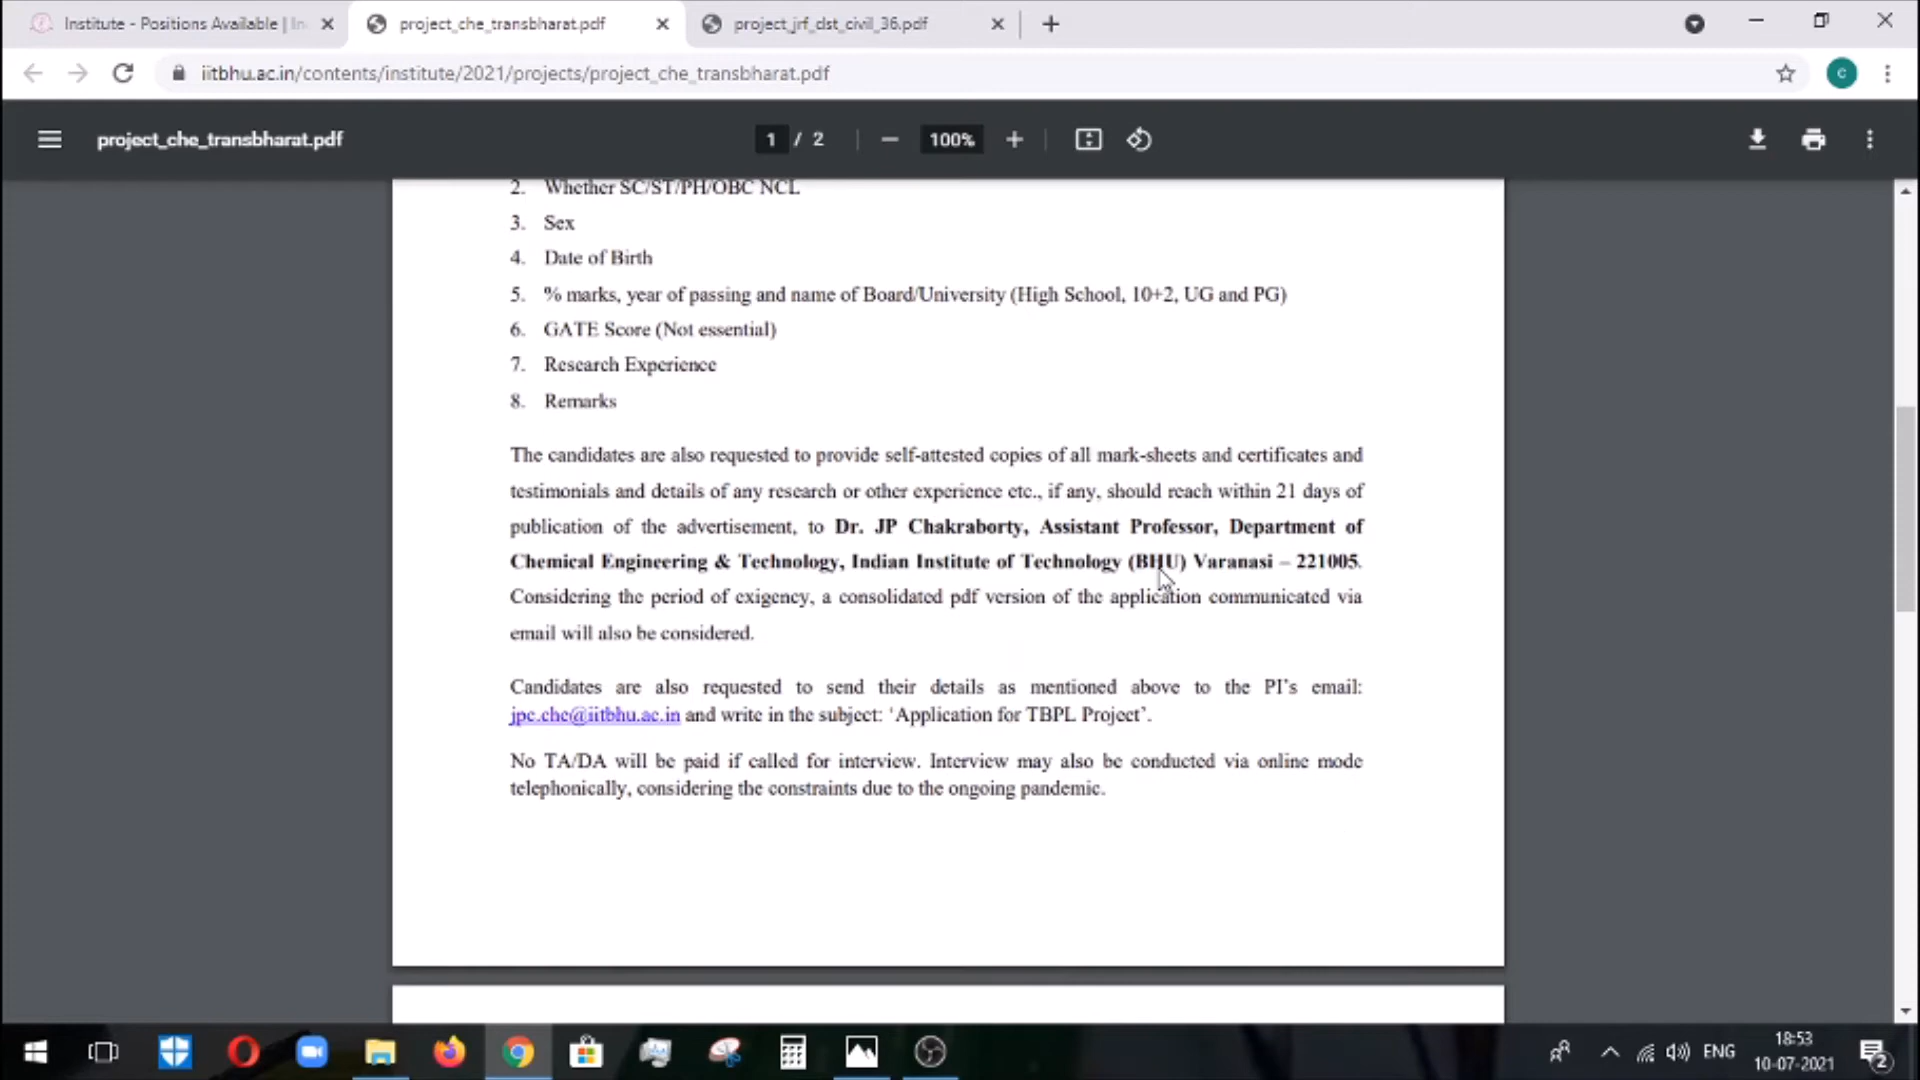 Institute - Positions Available | In
project_che_transbharat.pdf
project_jrf_dst_civil_36.pdf
iitbhu.ac.in/contents/institute/2021/projects/project_che_transbharat.pdf
C
project_che_transbharat.pdf
1 / 2
100%
2. Whether SC/ST/PH/OBC NCL
3. Sex
4. Date of Birth
5. % marks, year of passing and name of Board/University (High School, 10+2, UG and PG)
6. GATE Score (Not essential)
7. Research Experience
8. Remarks
The candidates are also requested to provide self-attested copies of all mark-sheets and certificates and
testimonials and details of any research or other experience etc., if any, should reach within 21 days of
publication of the advertisement, to Dr. JP Chakraborty, Assistant Professor, Department of
Chemical Engineering & Technology, Indian Institute of Technology (BHU) Varanasi – 221005.
Considering the period of exigency, a consolidated pdf version of the application communicated via
email will also be considered.
Candidates are also requested to send their details as mentioned above to the PI's email:
jpc.che@iitbhu.ac.in and write in the subject: ‘Application for TBPL Project’.
No TA/DA will be paid if called for interview. Interview may also be conducted via online mode
telephonically, considering the constraints due to the ongoing pandemic.
ENG
18:53
10-07-2021
2